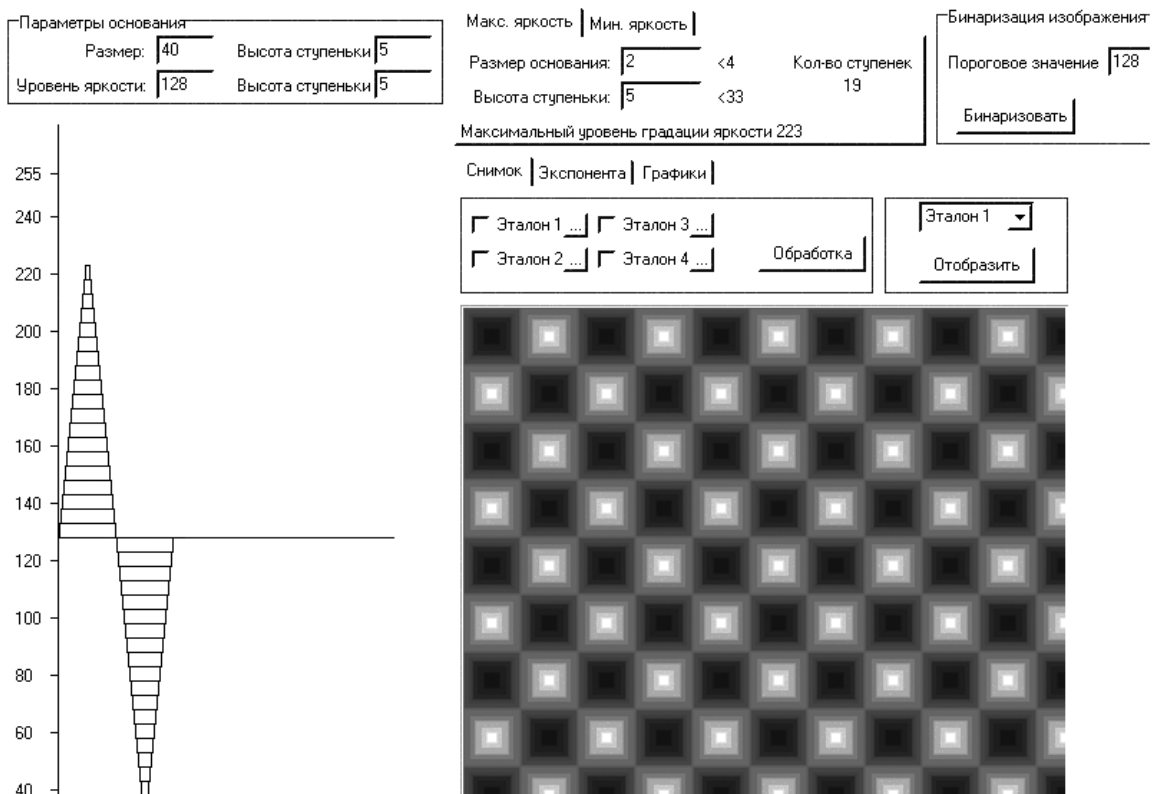 Параметры основания
Размер: 40 Высота ступеньки 5
Уровень яркости: 128 Высота ступеньки 5
Макс. яркость Мин. яркость
Размер основания: 2 <4 Кол-во ступенек
19
Высота ступеньки: 5 <33
Максимальный уровень градации яркости 223
Бинаризация изображения
Пороговое значение 128
Бинаризовать
Снимок Экспонента Графики
Эталон 1 ... Эталон 3 ...
Эталон 2 ... Эталон 4 ... Обработка
Эталон 1
Отобразить
255
240
220
200
180
160
140
120
100
80
60
40